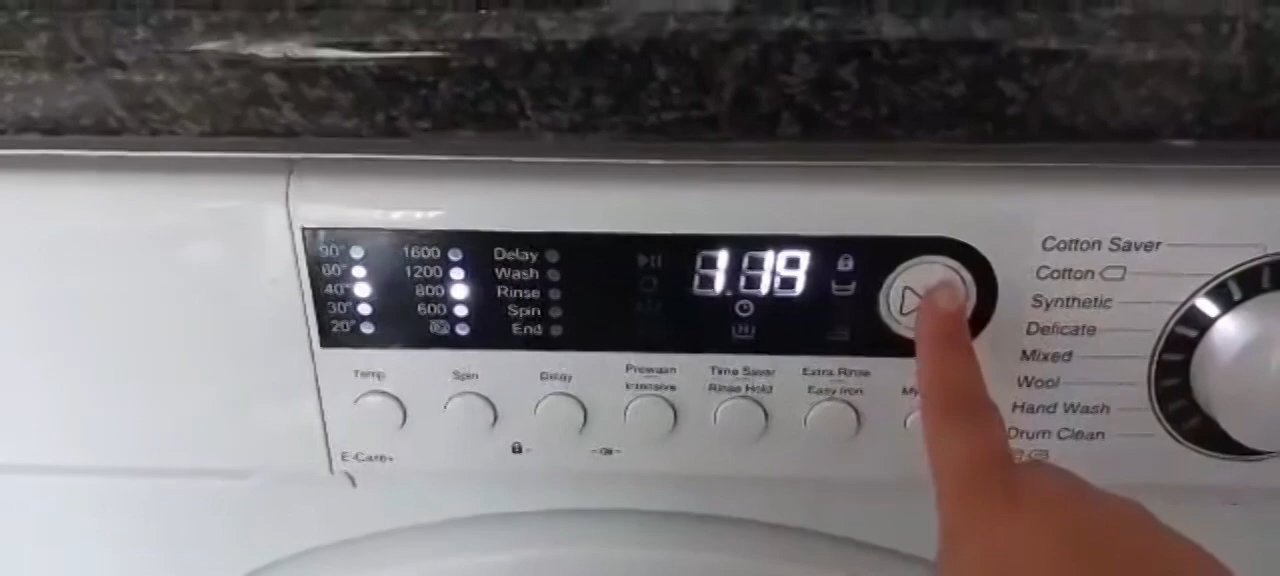 90° 1600 Delay
60° 1200 Wash
40° 800 Rinse
30° 600 Spin
20° End
1.19
Temp. Spin Delay
Prewash Intensive
Time Saver Rinse Hold
Extra Rinse Easy Iron
My
E-Care+
Cotton Saver
Cotton
Synthetic
Delicate
Mixed
Wool
Hand Wash
Drum Clean